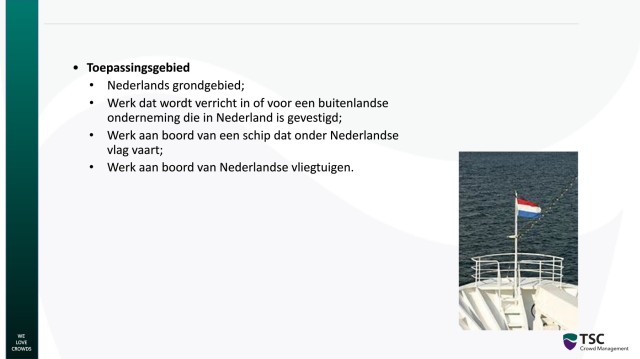 • Toepassingsgebied
• Nederlands grondgebied;
• Werk dat wordt verricht in of voor een buitenlandse
onderneming die in Nederland is gevestigd;
• Werk aan boord van een schip dat onder Nederlandse
vlag vaart;
• Werk aan boord van Nederlandse vliegtuigen.
WE
LOVE
CROWDS
TSC
Crowd Management